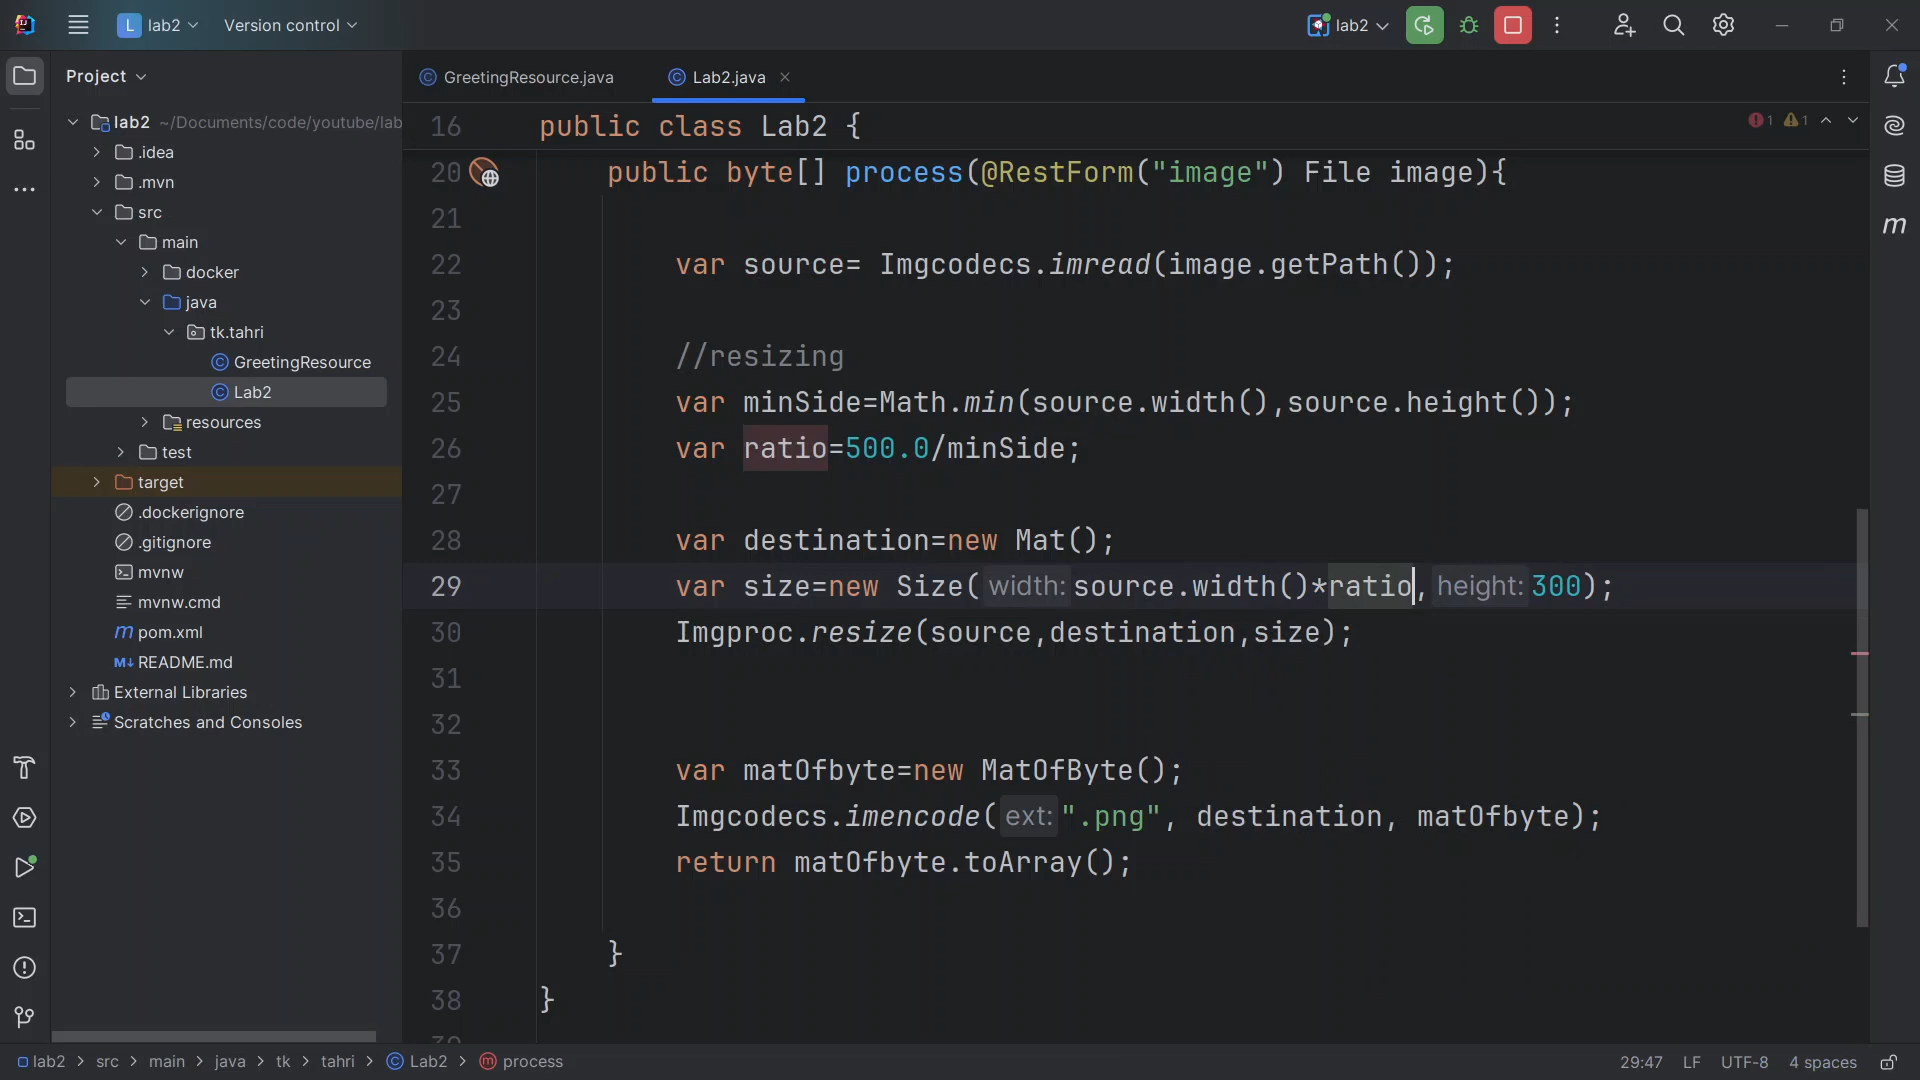 L lab2 Version control lab2
Project
GreetingResource.java Lab2.java
lab2 ~/Documents/code/youtube/lab
.idea
.mvn
src
main
docker
java
tk.tahri
GreetingResource
Lab2
resources
test
target
.dockerignore
.gitignore
mvnw
mvnw.cmd
pom.xml
README.md
External Libraries
Scratches and Consoles
16 public class Lab2 { 1 1
20 public byte[] process(@RestForm("image") File image){
21
22 var source= Imgcodecs.imread(image.getPath());
23
24 //resizing
25 var minSide=Math.min(source.width(),source.height());
26 var ratio=500.0/minSide;
27
28 var destination=new Mat();
29 var size=new Size( width: source.width()*ratio, height: 300);
30 Imgproc.resize(source,destination,size);
31
32
33 var matOfbyte=new MatOfByte();
34 Imgcodecs.imencode( ext: ".png", destination, matOfbyte);
35 return matOfbyte.toArray();
36
37 }
38 }
lab2 > src > main > java > tk > tahri > Lab2 > process 29:47 LF UTF-8 4 spaces